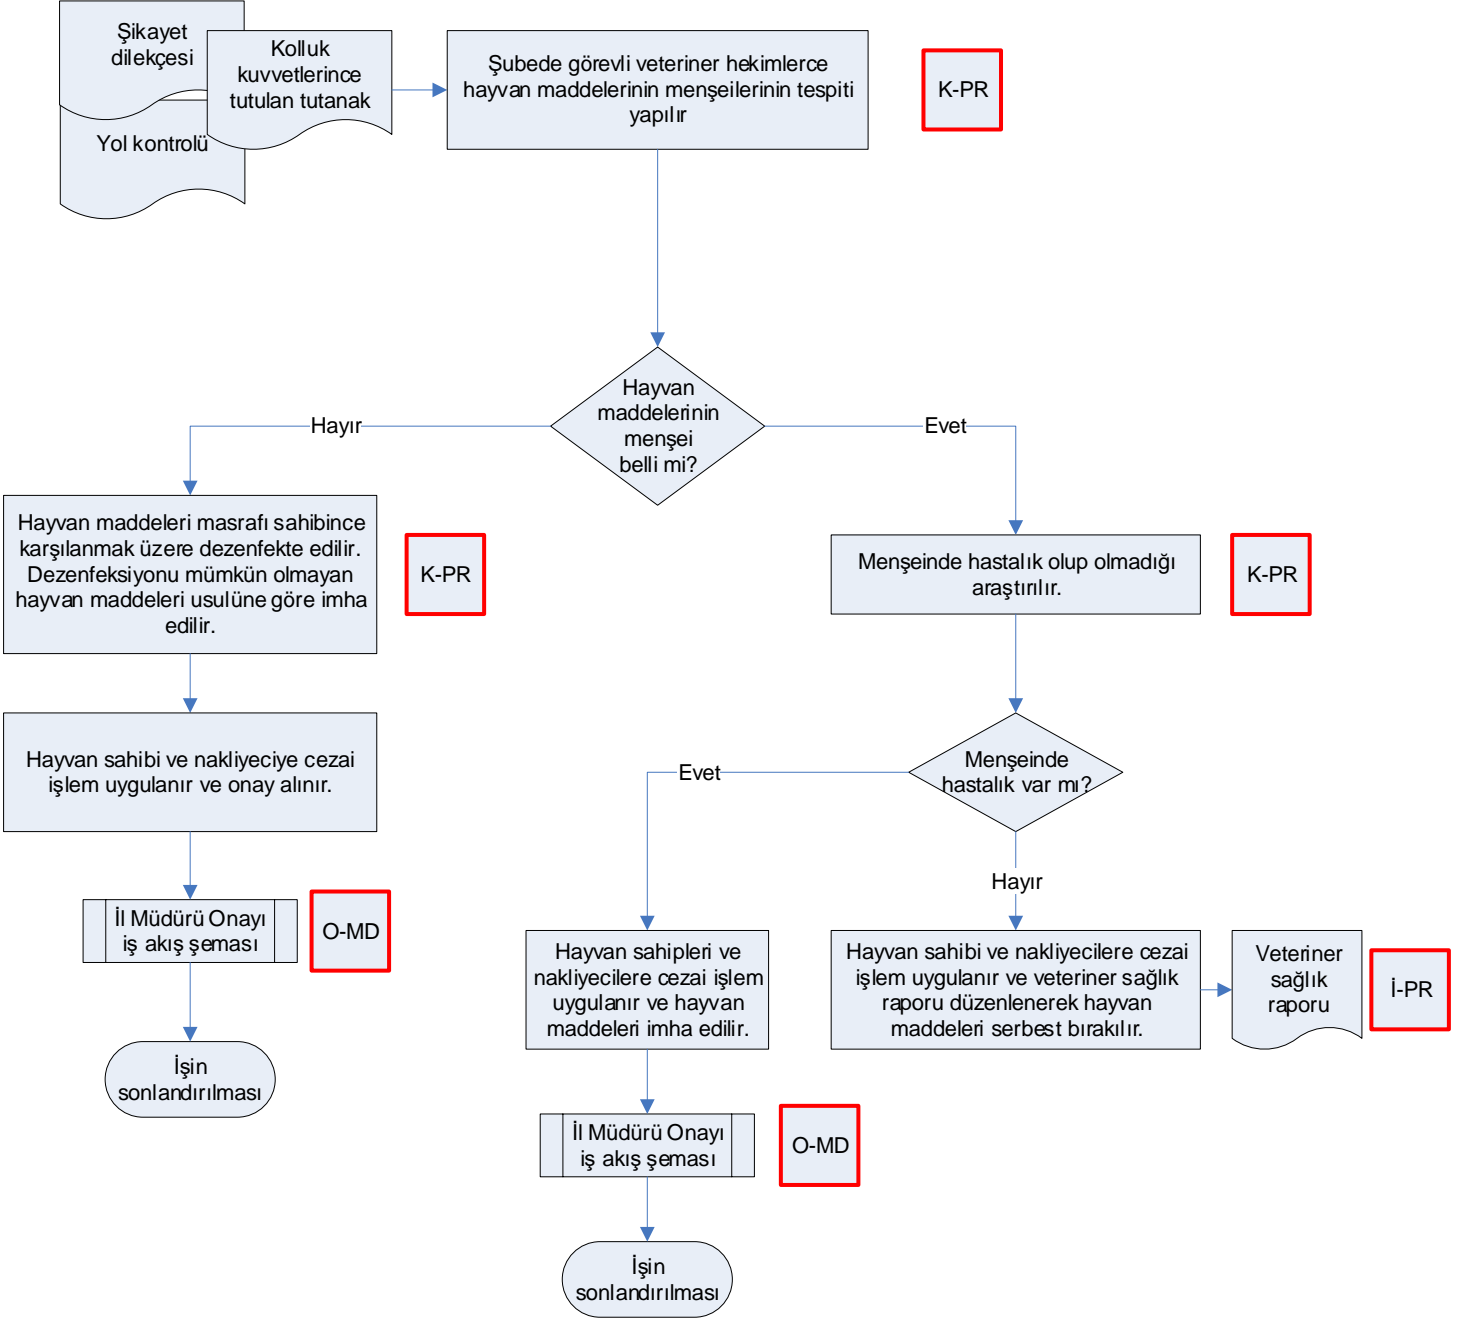 Şikayet
dilekçesi
Kolluk
kuvvetlerince
tutulan tutanak
Yol kontrolü
Şubede görevli veteriner hekimlerce
hayvan maddelerinin menşeilerinin tespiti
yapılır
K-PR
Hayvan
maddelerinin
menşei
belli mi?
Hayır
Evet
Hayvan maddeleri masrafı sahibince
karşılanmak üzere dezenfekte edilir.
Dezenfeksiyonu mümkün olmayan
hayvan maddeleri usulüne göre imha
edilir.
K-PR
Menşeinde hastalık olup olmadığı
araştırılır.
K-PR
Hayvan sahibi ve nakliyeciye cezai
işlem uygulanır ve onay alınır.
Menşeinde
hastalık var mı?
Evet
Hayır
İl Müdürü Onayı
iş akış şeması
O-MD
Hayvan sahipleri ve
nakliyecilere cezai işlem
uygulanır ve hayvan
maddeleri imha edilir.
Hayvan sahibi ve nakliyecilere cezai
işlem uygulanır ve veteriner sağlık
raporu düzenlenerek hayvan
maddeleri serbest bırakılır.
Veteriner
sağlık
raporu
İ-PR
İşin
sonlandırılması
İl Müdürü Onayı
iş akış şeması
O-MD
İşin
sonlandırılması